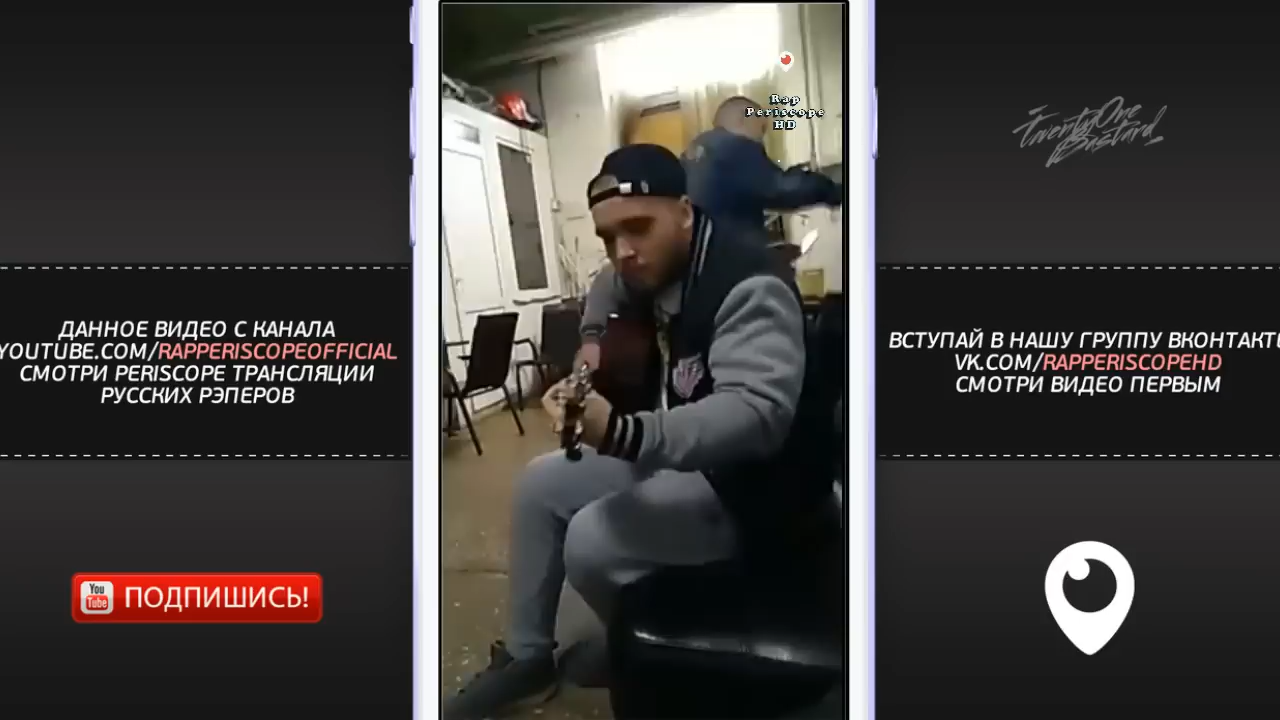 ДАННОЕ ВИДЕО С КАНАЛА
YOUTUBE.COM/RAPPERISCOPEOFFICIAL
СМОТРИ PERISCOPE ТРАНСЛЯЦИИ
РУССКИХ РЭПЕРОВ
You
Tube
ПОДПИШИСЬ!
Rap
Periscope
HD
TwentyOne
Bastard
ВСТУПАЙ В НАШУ ГРУППУ ВКОНТАКТЕ
VK.COM/RAPPERISCOPEHD
СМОТРИ ВИДЕО ПЕРВЫМ